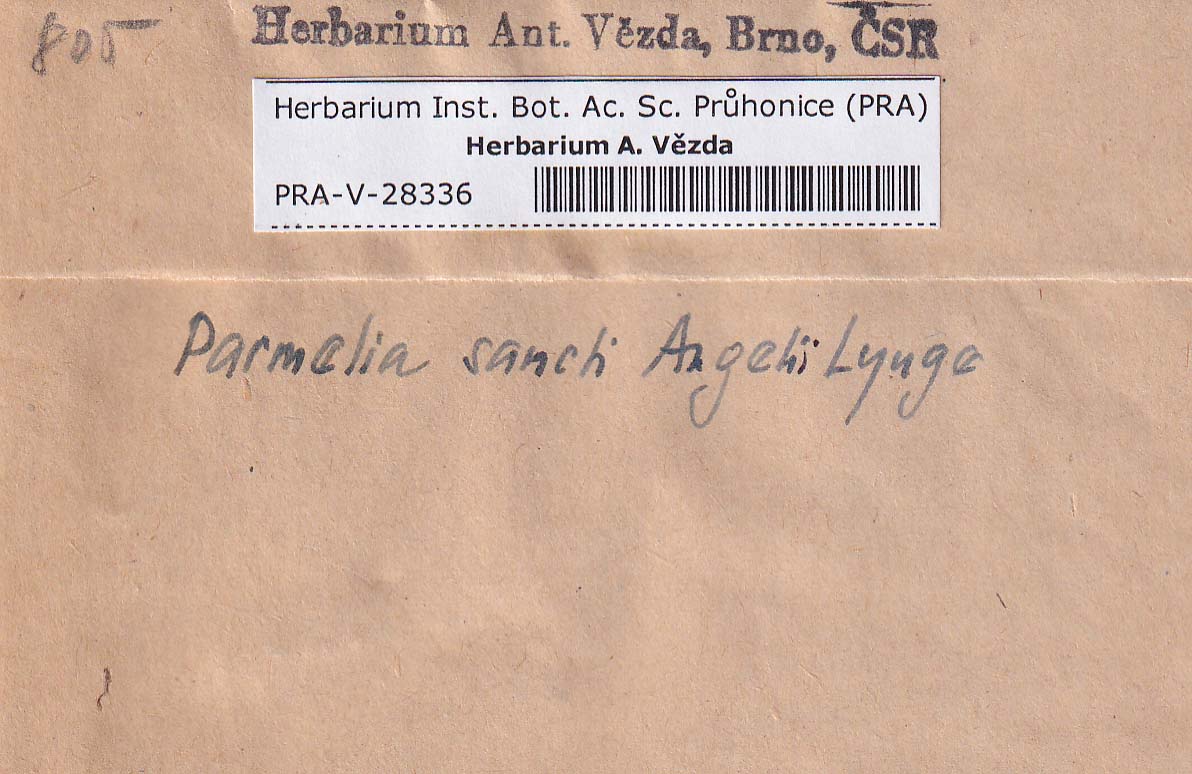 805
Herbarium Ant. Vězda, Brno, ČSR
Herbarium Inst. Bot. Ac. Sc. Průhonice (PRA)
Herbarium A. Vězda
PRA-V-28336
Parmelia sancti Angelii Lynge